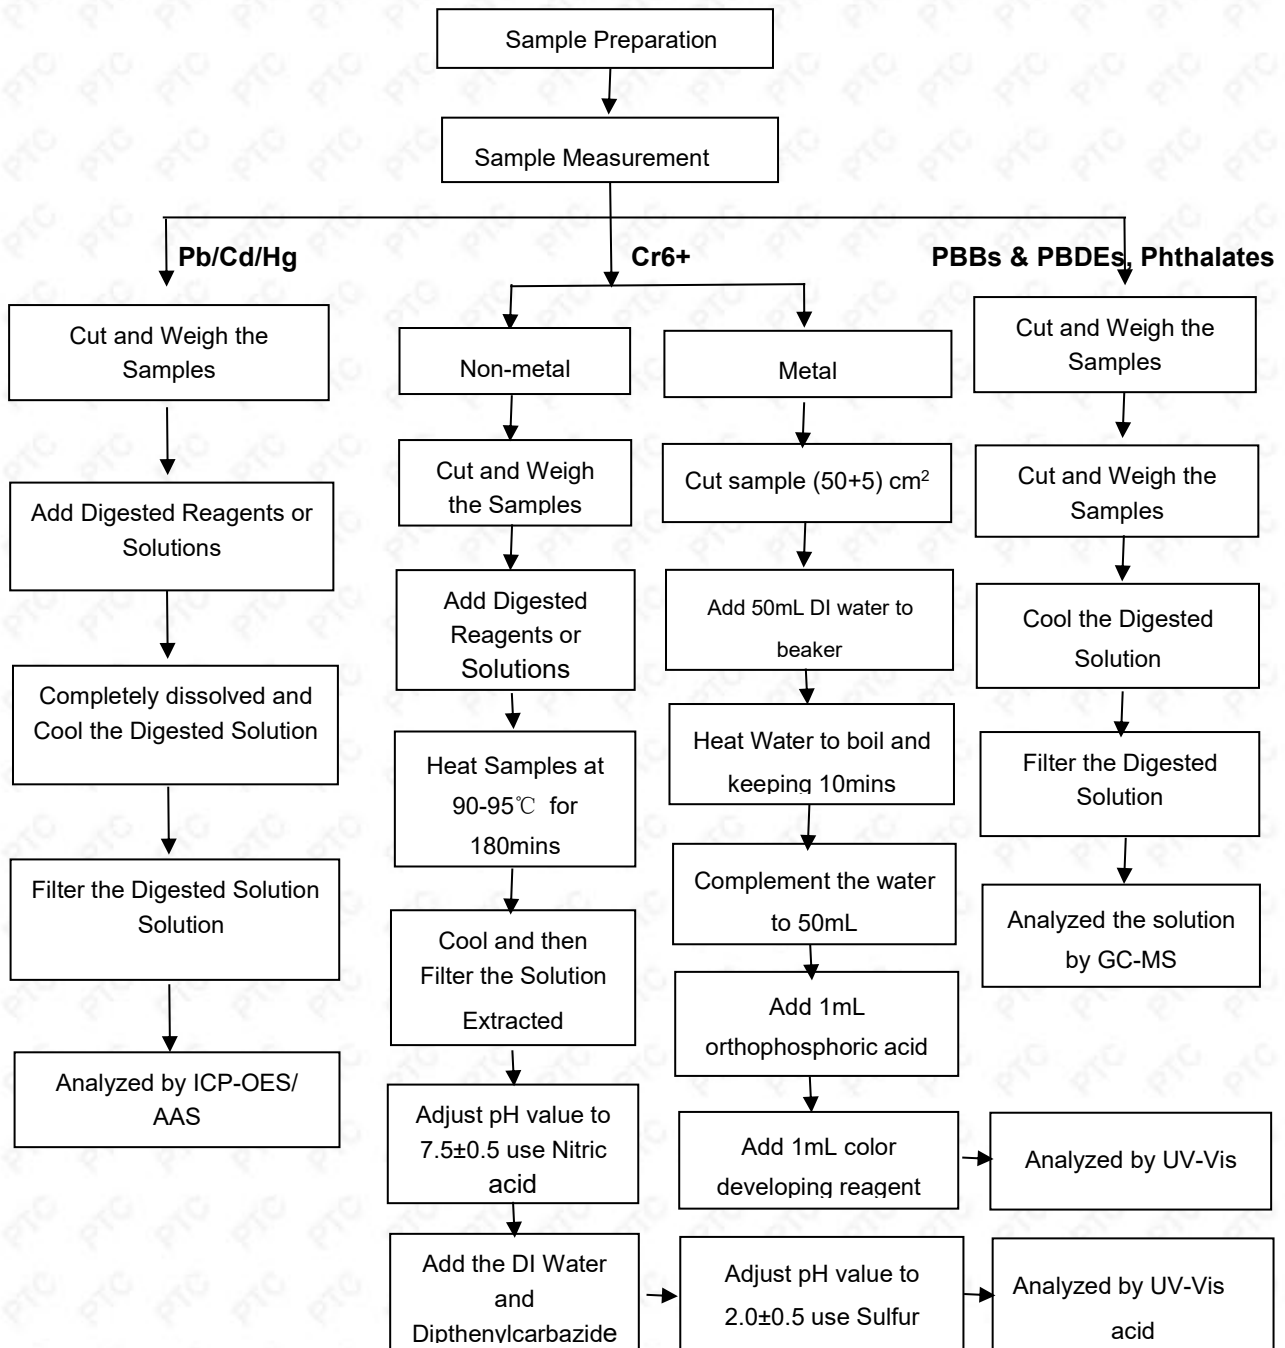 Sample Preparation
Sample Measurement
Pb/Cd/Hg
Cr6+
PBBs & PBDEs, Phthalates
Cut and Weigh the
Samples
Add Digested Reagents or
Solutions
Completely dissolved and
Cool the Digested Solution
Filter the Digested Solution
Solution
Analyzed by ICP-OES/
AAS
Non-metal
Cut and Weigh
the Samples
Add Digested
Reagents or
Solutions
Heat Samples at
90-95℃ for
180mins
Cool and then
Filter the Solution
Extracted
Adjust pH value to
7.5±0.5 use Nitric
acid
Add the DI Water
and
Dipthenylcarbazide
Adjust pH value to
2.0±0.5 use Sulfur
Analyzed by UV-Vis
acid
Metal
Cut sample (50+5) cm²
Add 50mL DI water to
beaker
Heat Water to boil and
keeping 10mins
Complement the water
to 50mL
Add 1mL
orthophosphoric acid
Add 1mL color
developing reagent
Analyzed by UV-Vis
Cut and Weigh the
Samples
Cut and Weigh the
Samples
Cool the Digested
Solution
Filter the Digested
Solution
Analyzed the solution
by GC-MS